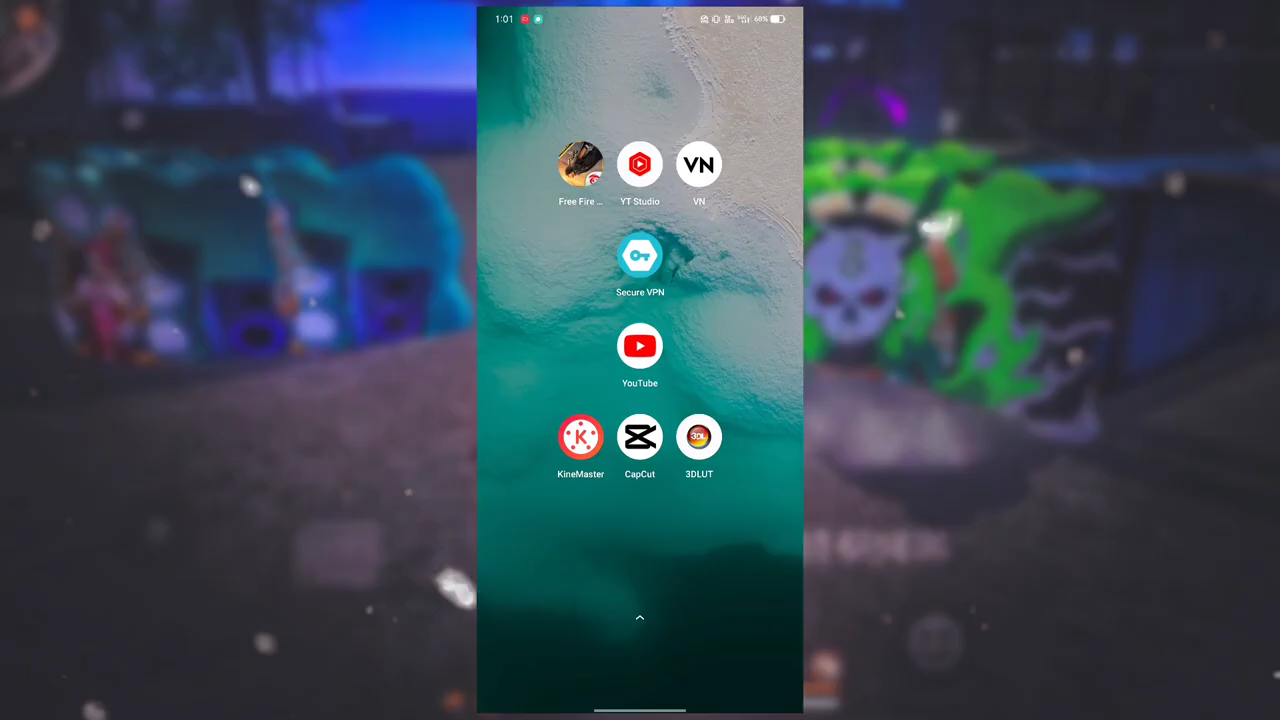 1:01
68%
Free Fire ...
YT Studio
VN
VN
Secure VPN
YouTube
K
3DL
KineMaster
CapCut
3DLUT